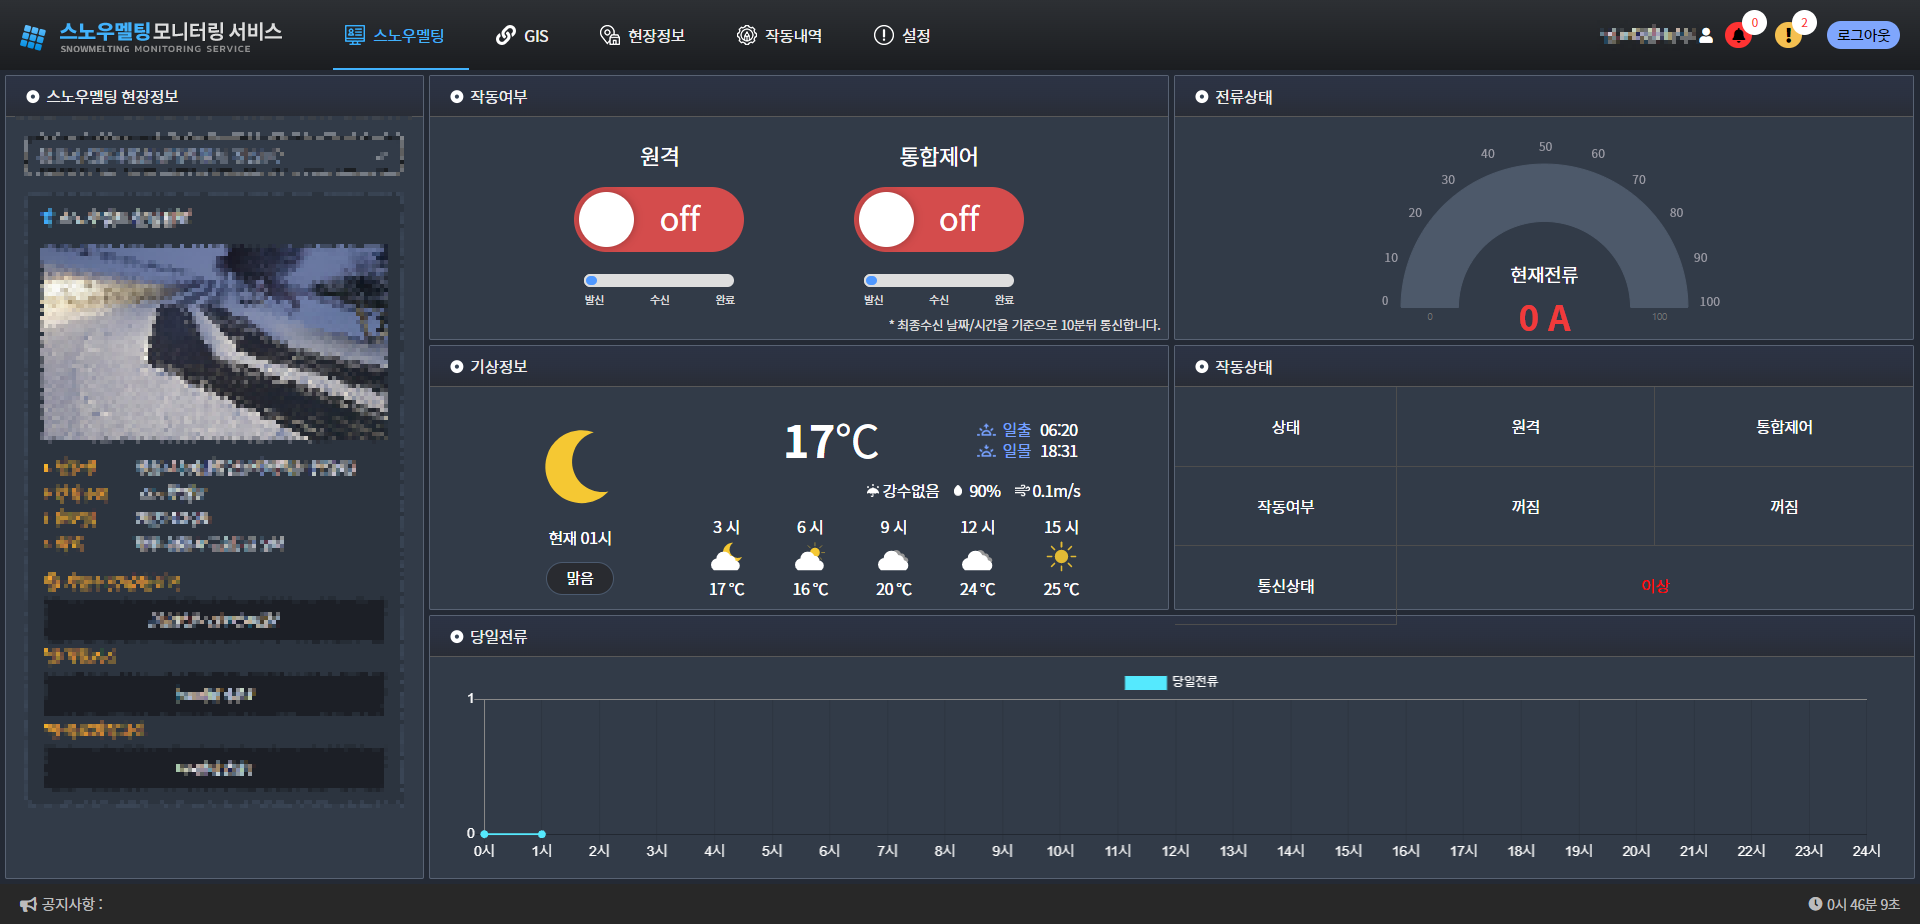 스노우멜팅 모니터링 서비스
SNOWMELTING MONITORING SERVICE
스노우멜팅
GIS
현장정보
작동내역
설정
0
2
로그아웃
스노우멜팅 현장정보
작동여부
원격
통합제어
off
off
발신 수신 완료
발신 수신 완료
* 최종수신 날짜/시간을 기준으로 10분뒤 통신합니다.
전류상태
0
10
20
30
40
50
60
70
80
90
100
현재전류
0 A
0
100
기상정보
현재 01시
맑음
17℃
일출 06:20
일몰 18:31
강수없음 90% 0.1m/s
3 시 6 시 9 시 12 시 15 시
17 ℃ 16 ℃ 20 ℃ 24 ℃ 25 ℃
작동상태
상태 원격 통합제어
작동여부 꺼짐 꺼짐
통신상태 이상
당일전류
당일전류
1
0
0시 1시 2시 3시 4시 5시 6시 7시 8시 9시 10시 11시 12시 13시 14시 15시 16시 17시 18시 19시 20시 21시 22시 23시 24시
공지사항 :
0시 46분 9초